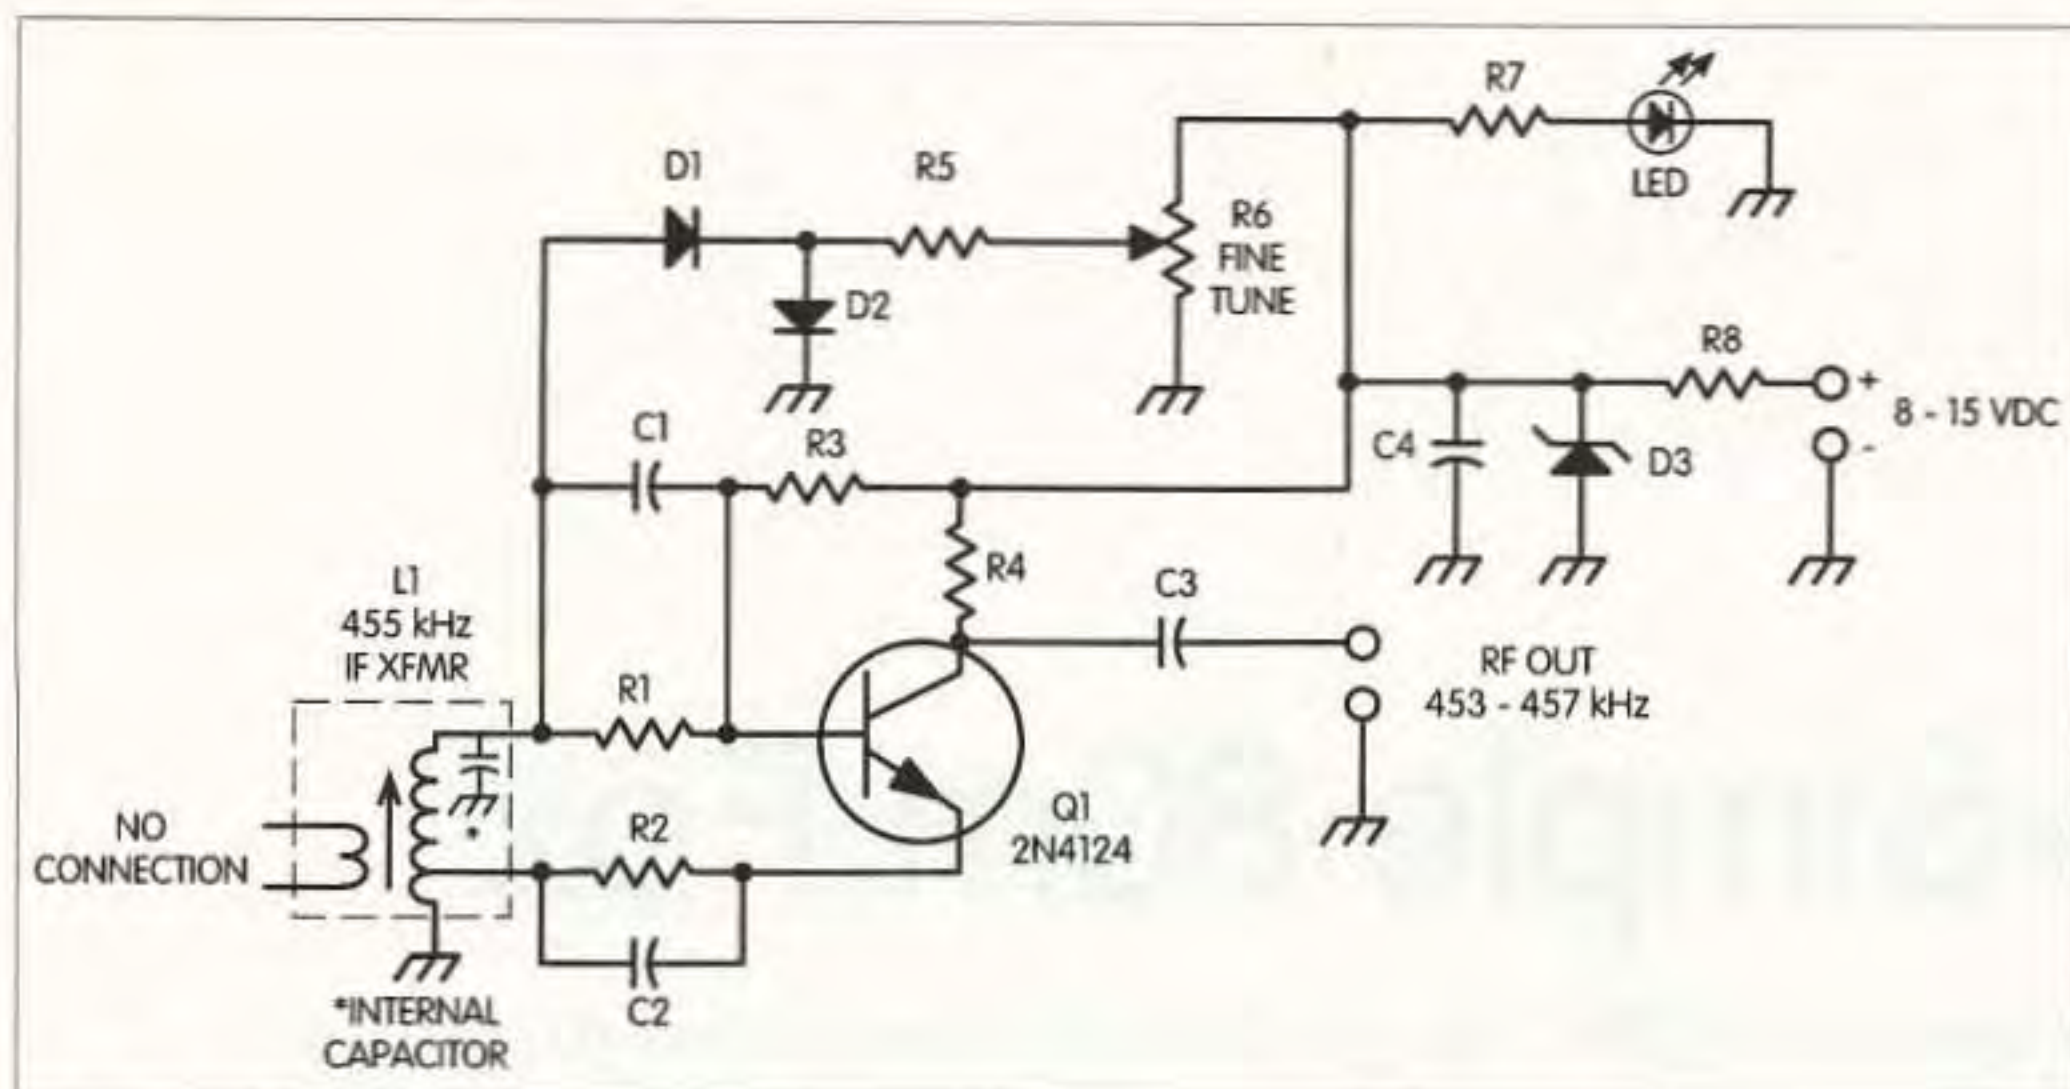 R7
LED
D1
R5
R6
FINE
TUNE
D2
R8
+
8 - 15 VDC
-
C1
R3
C4
D3
L1
455 kHz
IF XFMR
R4
C3
RF OUT
453 - 457 kHz
R1
NO
CONNECTION
*
R2
Q1
2N4124
*INTERNAL
CAPACITOR
C2